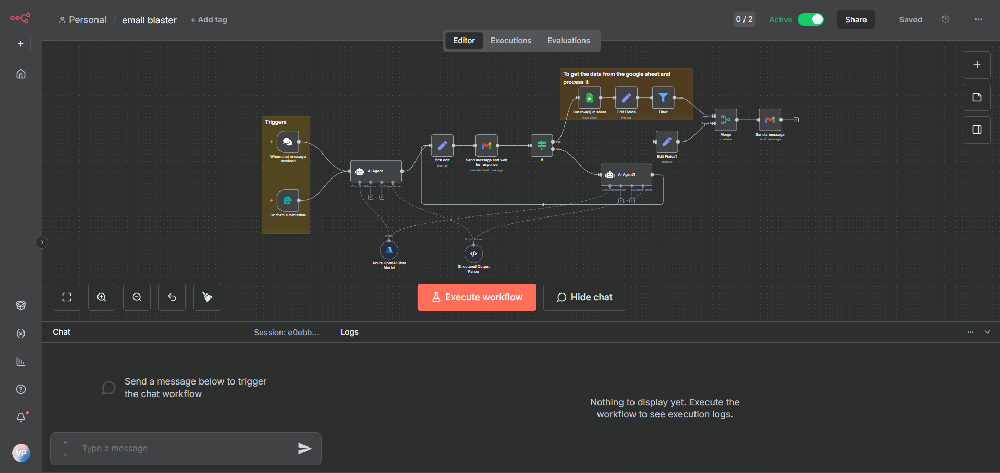 Personal / email blaster + Add tag
0 / 2 Active Share Saved
Editor Executions Evaluations
To get the data from the google sheet and
process it
Get row(s) in sheet
read: sheet
Edit Fields
manual
Filter
Kept
Input 1
Input 2
Merge
combine
Send a message
send: message
Triggers
When chat message
received
On form submission
AI Agent
Chat Model
Memory
Tool
Output Parser
first edit
manual
Send message and wait
for response
sendAndWait: message
If
true
false
Edit Fields1
manual
AI Agent1
Chat Model
Memory
Tool
Output Parser
Model
Azure OpenAI Chat
Model
Output Parser
Structured Output
Parser
Execute workflow
Hide chat
Chat
Session: e0ebb...
Logs
Send a message below to trigger
the chat workflow
Nothing to display yet. Execute the
workflow to see execution logs.
Type a message
VP